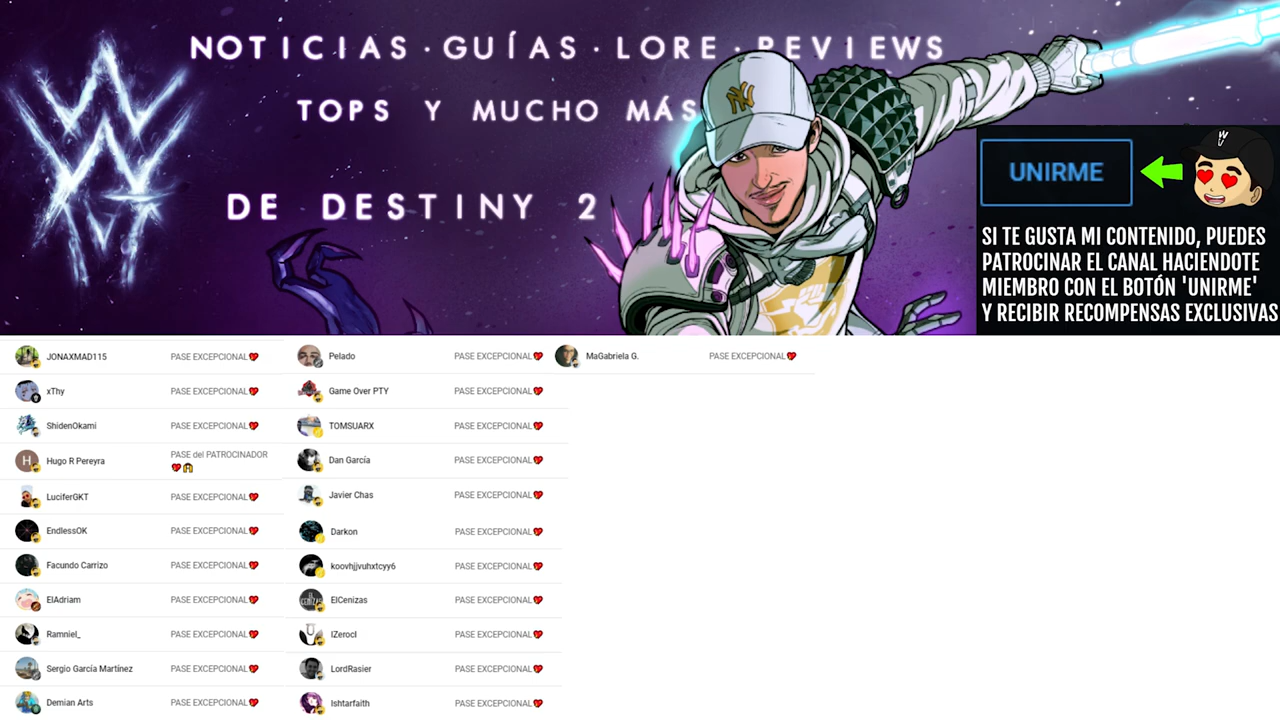 NOTICIAS · GUÍAS · LORE · REVIEWS
TOPS Y MUCHO MÁS
DE DESTINY 2
NY
UNIRME
SI TE GUSTA MI CONTENIDO, PUEDES
PATROCINAR EL CANAL HACIENDOTE
MIEMBRO CON EL BOTÓN 'UNIRME'
Y RECIBIR RECOMPENSAS EXCLUSIVAS
JONAXMAD115 PASE EXCEPCIONAL
xThy PASE EXCEPCIONAL
ShidenOkami PASE EXCEPCIONAL
H Hugo R Pereyra PASE del PATROCINADOR
LuciferGKT PASE EXCEPCIONAL
EndlessOK PASE EXCEPCIONAL
Facundo Carrizo PASE EXCEPCIONAL
ElAdriam PASE EXCEPCIONAL
Ramniel_ PASE EXCEPCIONAL
Sergio García Martínez PASE EXCEPCIONAL
Demian Arts PASE EXCEPCIONAL
Pelado PASE EXCEPCIONAL
Game Over PTY PASE EXCEPCIONAL
TOMSUARX PASE EXCEPCIONAL
Dan García PASE EXCEPCIONAL
Javier Chas PASE EXCEPCIONAL
Darkon PASE EXCEPCIONAL
koovhjjvuhxtcyy6 PASE EXCEPCIONAL
ElCenizas PASE EXCEPCIONAL
IZerocI PASE EXCEPCIONAL
LordRasier PASE EXCEPCIONAL
Ishtarfaith PASE EXCEPCIONAL
MaGabriela G. PASE EXCEPCIONAL